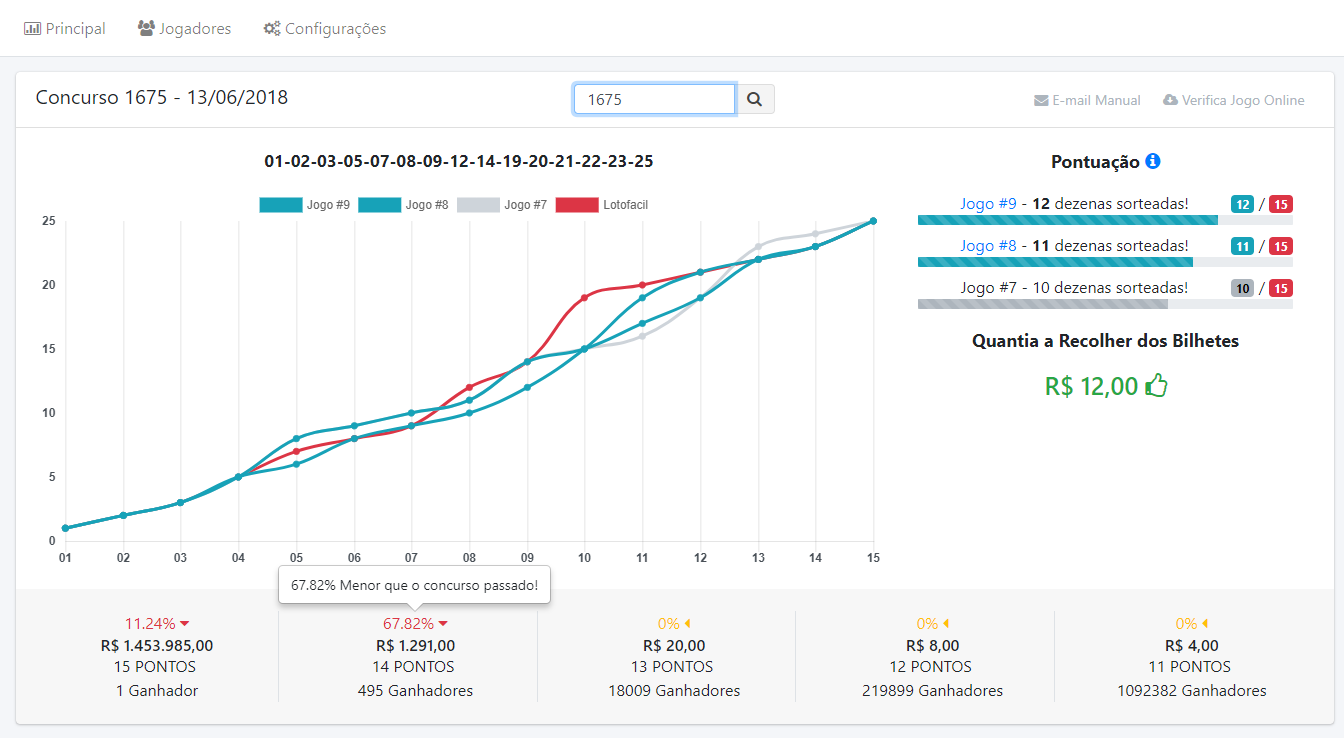 Principal Jogadores Configurações
Concurso 1675 - 13/06/2018
1675
E-mail Manual Verifica Jogo Online
01-02-03-05-07-08-09-12-14-19-20-21-22-23-25
Jogo #9 Jogo #8 Jogo #7 Lotofacil
25
20
15
10
5
0
01 02 03 04 05 06 07 08 09 10 11 12 13 14 15
Pontuação
Jogo #9 - 12 dezenas sorteadas! 12 / 15
Jogo #8 - 11 dezenas sorteadas! 11 / 15
Jogo #7 - 10 dezenas sorteadas! 10 / 15
Quantia a Recolher dos Bilhetes
R$ 12,00
67.82% Menor que o concurso passado!
11.24%
R$ 1.453.985,00
15 PONTOS
1 Ganhador
67.82%
R$ 1.291,00
14 PONTOS
495 Ganhadores
0%
R$ 20,00
13 PONTOS
18009 Ganhadores
0%
R$ 8,00
12 PONTOS
219899 Ganhadores
0%
R$ 4,00
11 PONTOS
1092382 Ganhadores